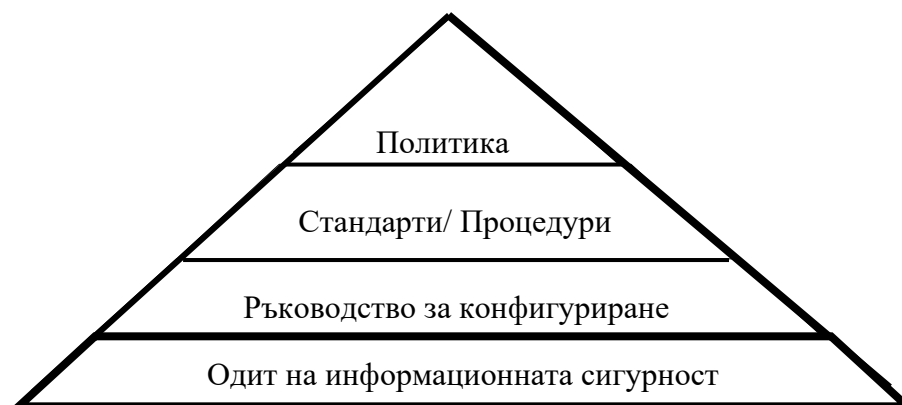 Политика
Стандарти/ Процедури
Ръководство за конфигуриране
Одит на информационната сигурност